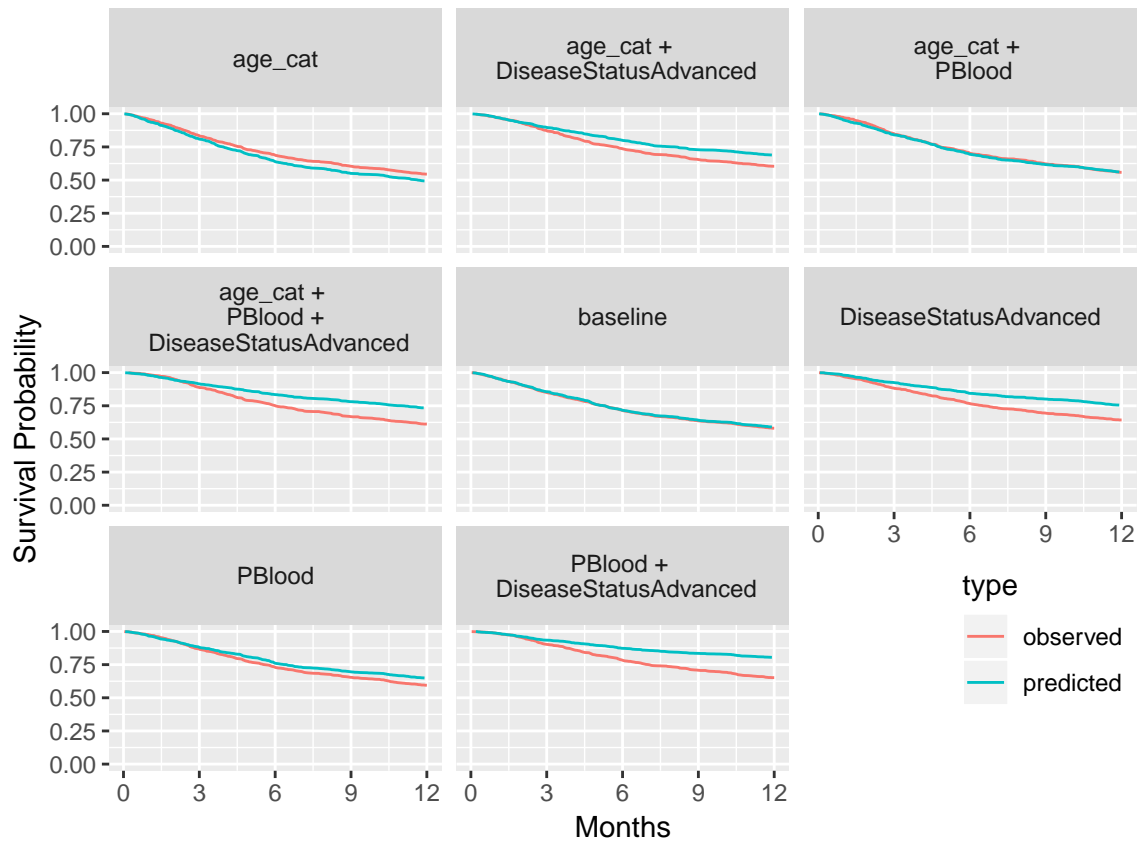 age_cat
age_cat +
DiseaseStatusAdvanced
age_cat +
PBlood
1.00
0.75
0.50
0.25
0.00
age_cat +
PBlood +
DiseaseStatusAdvanced
baseline
DiseaseStatusAdvanced
1.00
0.75
0.50
0.25
0.00
0 3 6 9 12
Survival Probability
PBlood
PBlood +
DiseaseStatusAdvanced
1.00
0.75
0.50
0.25
0.00
0 3 6 9 12
0 3 6 9 12
Months
type
observed
predicted